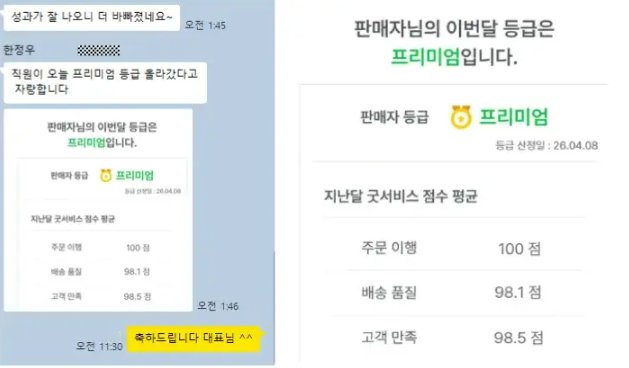 성과가 잘 나오니 더 바빠졌네요~
오전 1:45
한정우
직원이 오늘 프리미엄 등급 올라갔다고
자랑합니다
판매자님의 이번달 등급은
프리미엄입니다.
판매자 등급 프리미엄
등급 산정일 : 26.04.08
지난달 굿서비스 점수 평균
주문 이행 100 점
배송 품질 98.1 점
고객 만족 98.5 점
오전 1:46
오전 11:30 축하드립니다 대표님 ^^
판매자님의 이번달 등급은
프리미엄입니다.
판매자 등급 프리미엄
등급 산정일 : 26.04.08
지난달 굿서비스 점수 평균
주문 이행 100 점
배송 품질 98.1 점
고객 만족 98.5 점